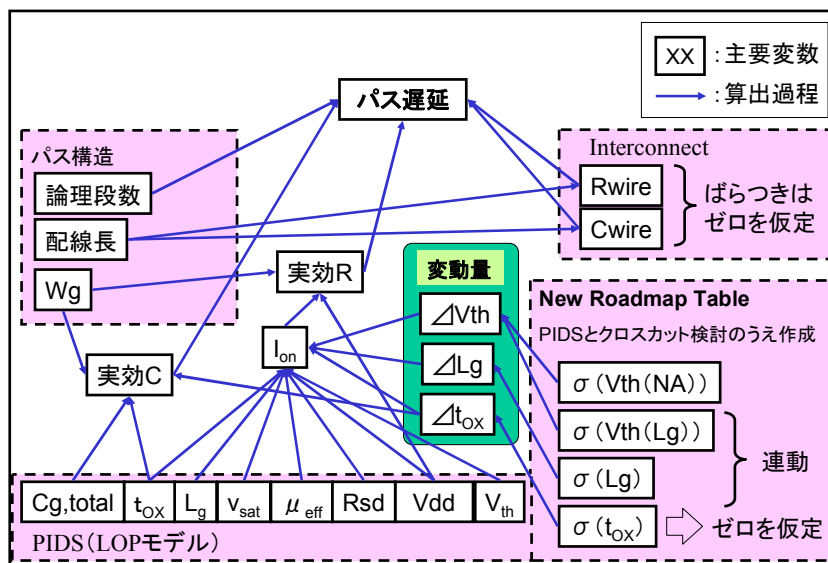 XX :主要変数
:算出過程
パス遅延
パス構造
論理段数
配線長
Wg
Interconnect
Rwire
Cwire
ばらつきは
ゼロを仮定
実効R
変動量
⊿Vth
⊿Lg
⊿tOX
Ion
実効C
New Roadmap Table
PIDSとクロスカット検討のうえ作成
σ(Vth(NA))
σ(Vth(Lg))
σ(Lg)
連動
σ(tOX)
ゼロを仮定
Cg,total tOX Lg vsat μeff Rsd Vdd Vth
PIDS(LOPモデル)